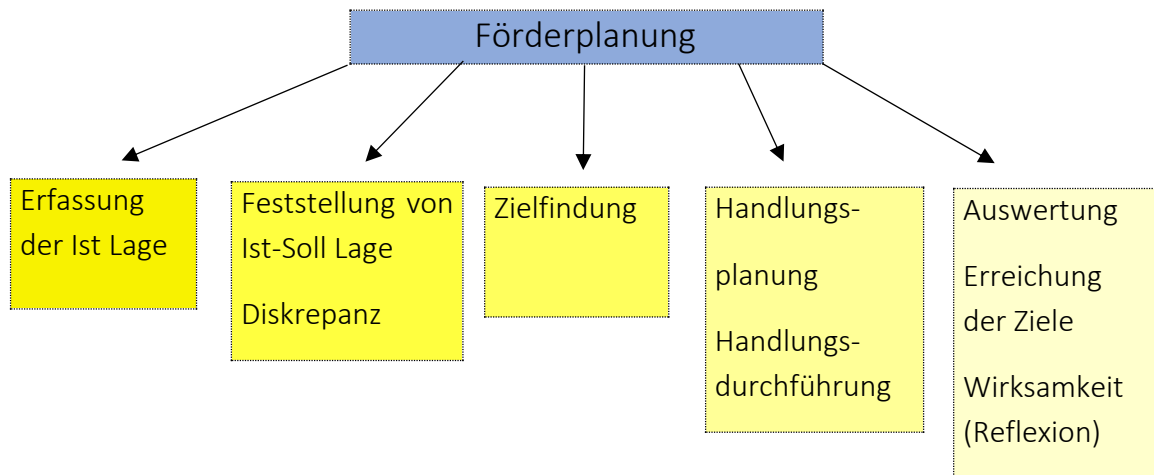 Förderplanung
Erfassung
der Ist Lage
Feststellung von
Ist-Soll Lage
Diskrepanz
Zielfindung
Handlungs-
planung
Handlungs-
durchführung
Auswertung
Erreichung
der Ziele
Wirksamkeit
(Reflexion)